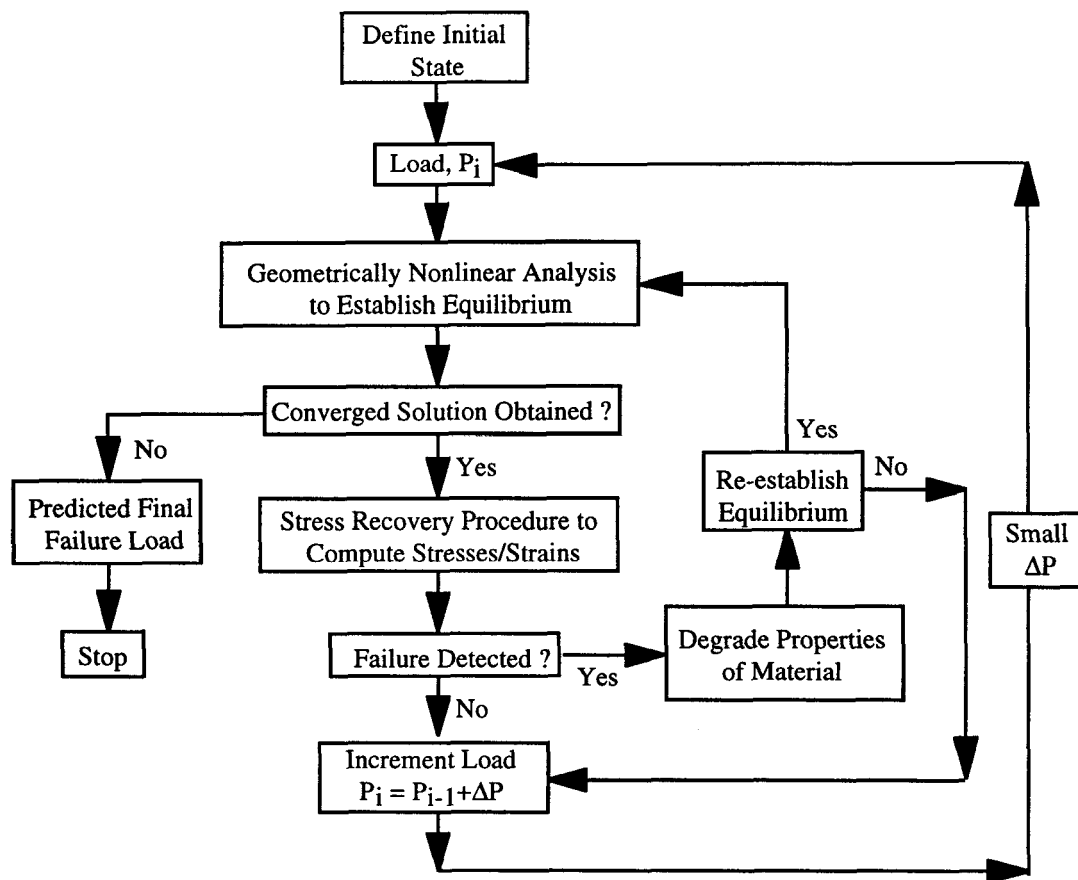 Define Initial
State
Load, Pi
Geometrically Nonlinear Analysis
to Establish Equilibrium
Converged Solution Obtained ?
No
Yes
Predicted Final
Failure Load
Stop
Stress Recovery Procedure to
Compute Stresses/Strains
Failure Detected ?
Yes
No
Degrade Properties
of Material
Re-establish
Equilibrium
Yes
No
Small
ΔP
Increment Load
Pi = Pi-1+ΔP